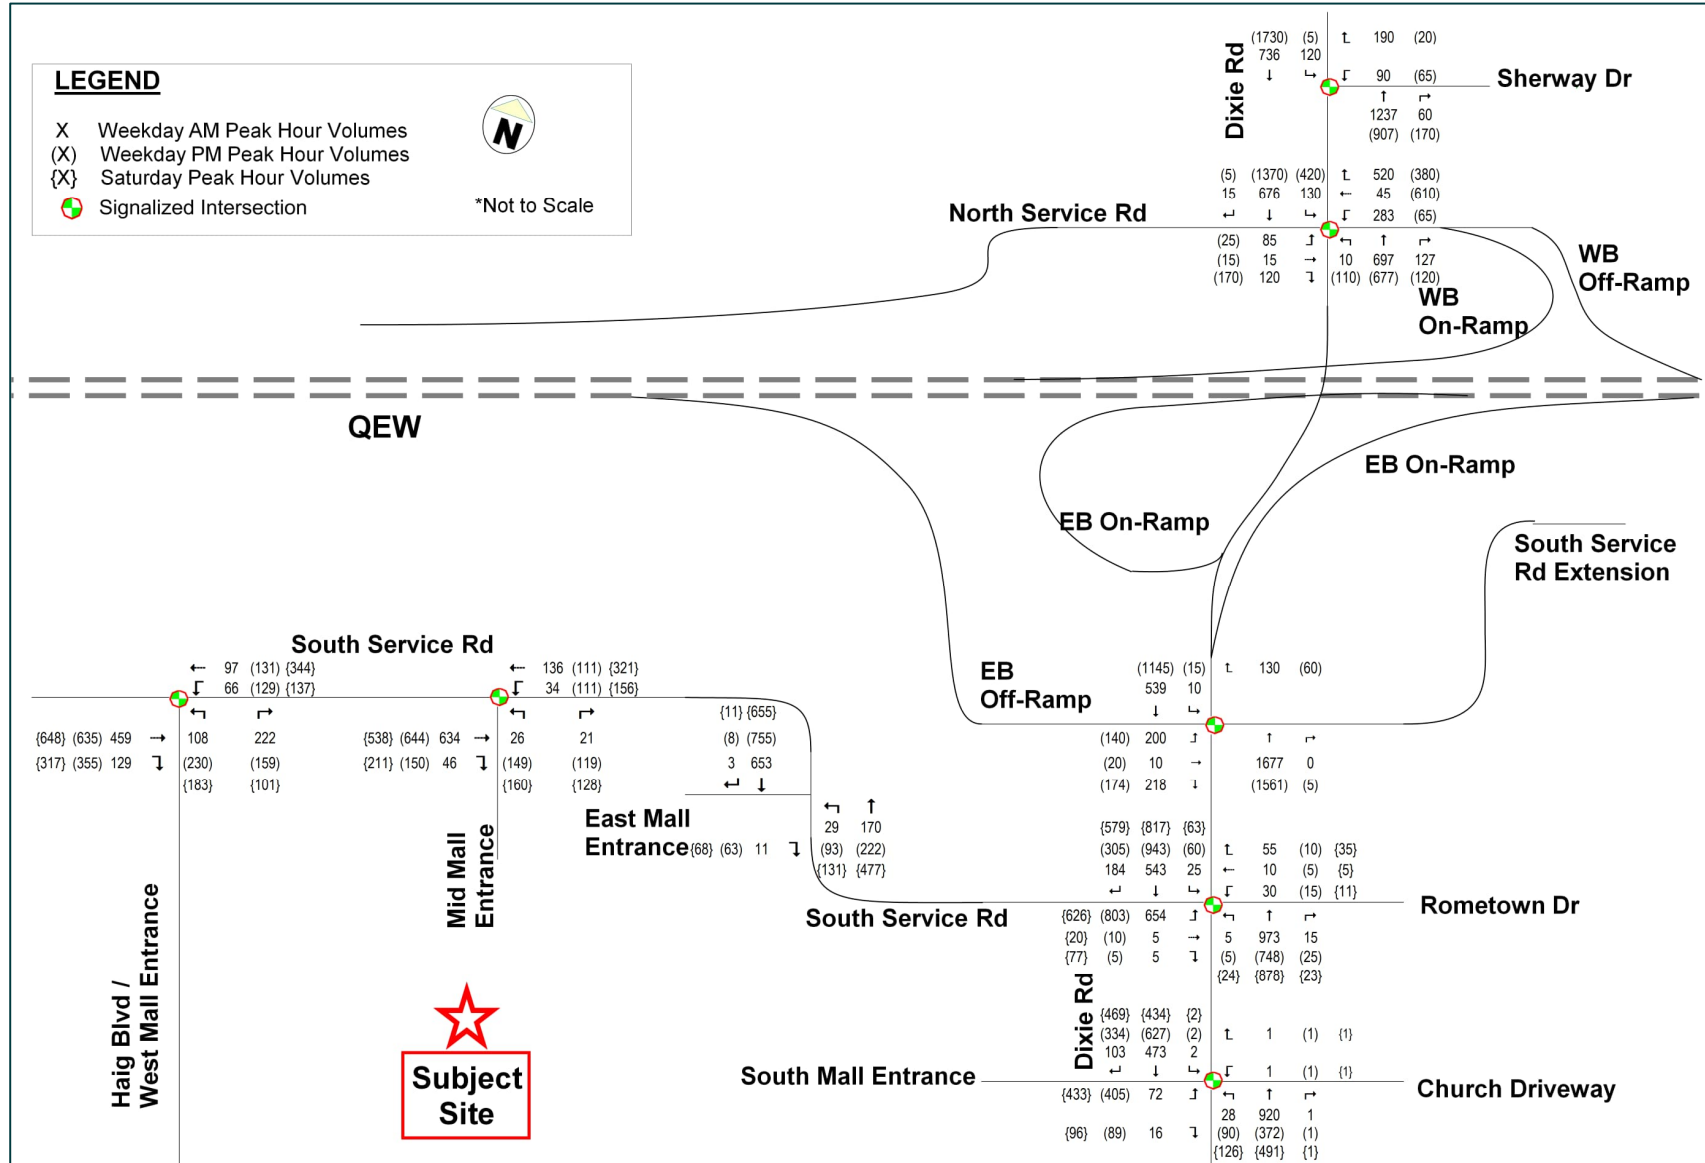 LEGEND
X Weekday AM Peak Hour Volumes
(X) Weekday PM Peak Hour Volumes
{X} Saturday Peak Hour Volumes
Signalized Intersection
*Not to Scale
N
Dixie Rd
(1730) (5) 190 (20)
736 120
90 (65)
Sherway Dr
1237 60
(907) (170)
(5) (1370) (420) 520 (380)
15 676 130 45 (610)
283 (65)
North Service Rd
(25) 85
(15) 15 10 697 127
(170) 120 (110) (677) (120)
WB
Off-Ramp
WB
On-Ramp
QEW
EB On-Ramp
EB On-Ramp
South Service
Rd Extension
South Service Rd
97 (131) {344}
66 (129) {137}
{648} (635) 459 108 222
{317} (355) 129 (230) (159)
{183} {101}
136 (111) {321}
34 (111) {156}
{538} (644) 634 26 21
{211} (150) 46 (149) (119)
{160} {128}
{11} {655}
(8) (755)
3 653
East Mall
Entrance
{68} (63) 11
29 170
(93) (222)
{131} {477}
Mid Mall
Entrance
Haig Blvd /
West Mall Entrance
EB
Off-Ramp
(1145) (15) 130 (60)
539 10
(140) 200
(20) 10 1677 0
(174) 218 (1561) (5)
{579} {817} {63}
(305) (943) (60) 55 (10) {35}
184 543 25 10 (5) {5}
30 (15) {11}
South Service Rd
Rometown Dr
{626} (803) 654
{20} (10) 5 5 973 15
{77} (5) 5 (5) (748) (25)
{24} {878} {23}
Dixie Rd
{469} {434} {2}
(334) (627) (2) 1 (1) {1}
103 473 2
1 (1) {1}
South Mall Entrance
Church Driveway
{433} (405) 72
28 920 1
{96} (89) 16 (90) (372) (1)
{126} {491} {1}
Subject
Site